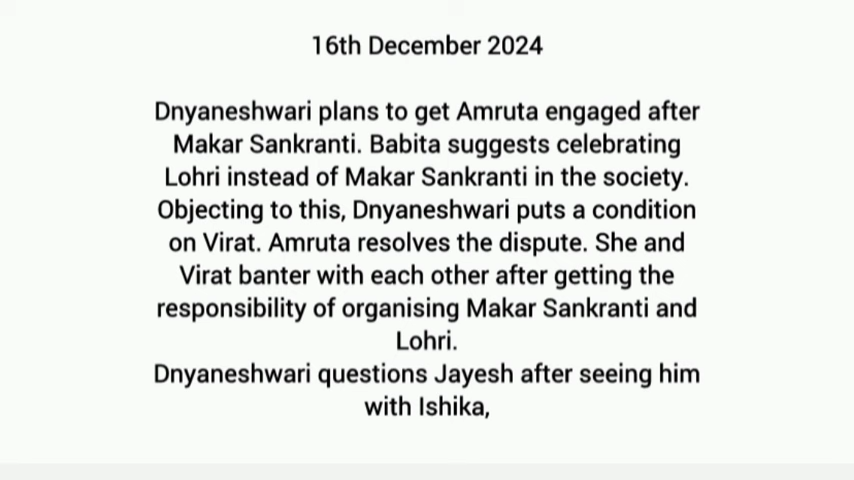 16th December 2024
Dnyaneshwari plans to get Amruta engaged after
Makar Sankranti. Babita suggests celebrating
Lohri instead of Makar Sankranti in the society.
Objecting to this, Dnyaneshwari puts a condition
on Virat. Amruta resolves the dispute. She and
Virat banter with each other after getting the
responsibility of organising Makar Sankranti and
Lohri.
Dnyaneshwari questions Jayesh after seeing him
with Ishika,